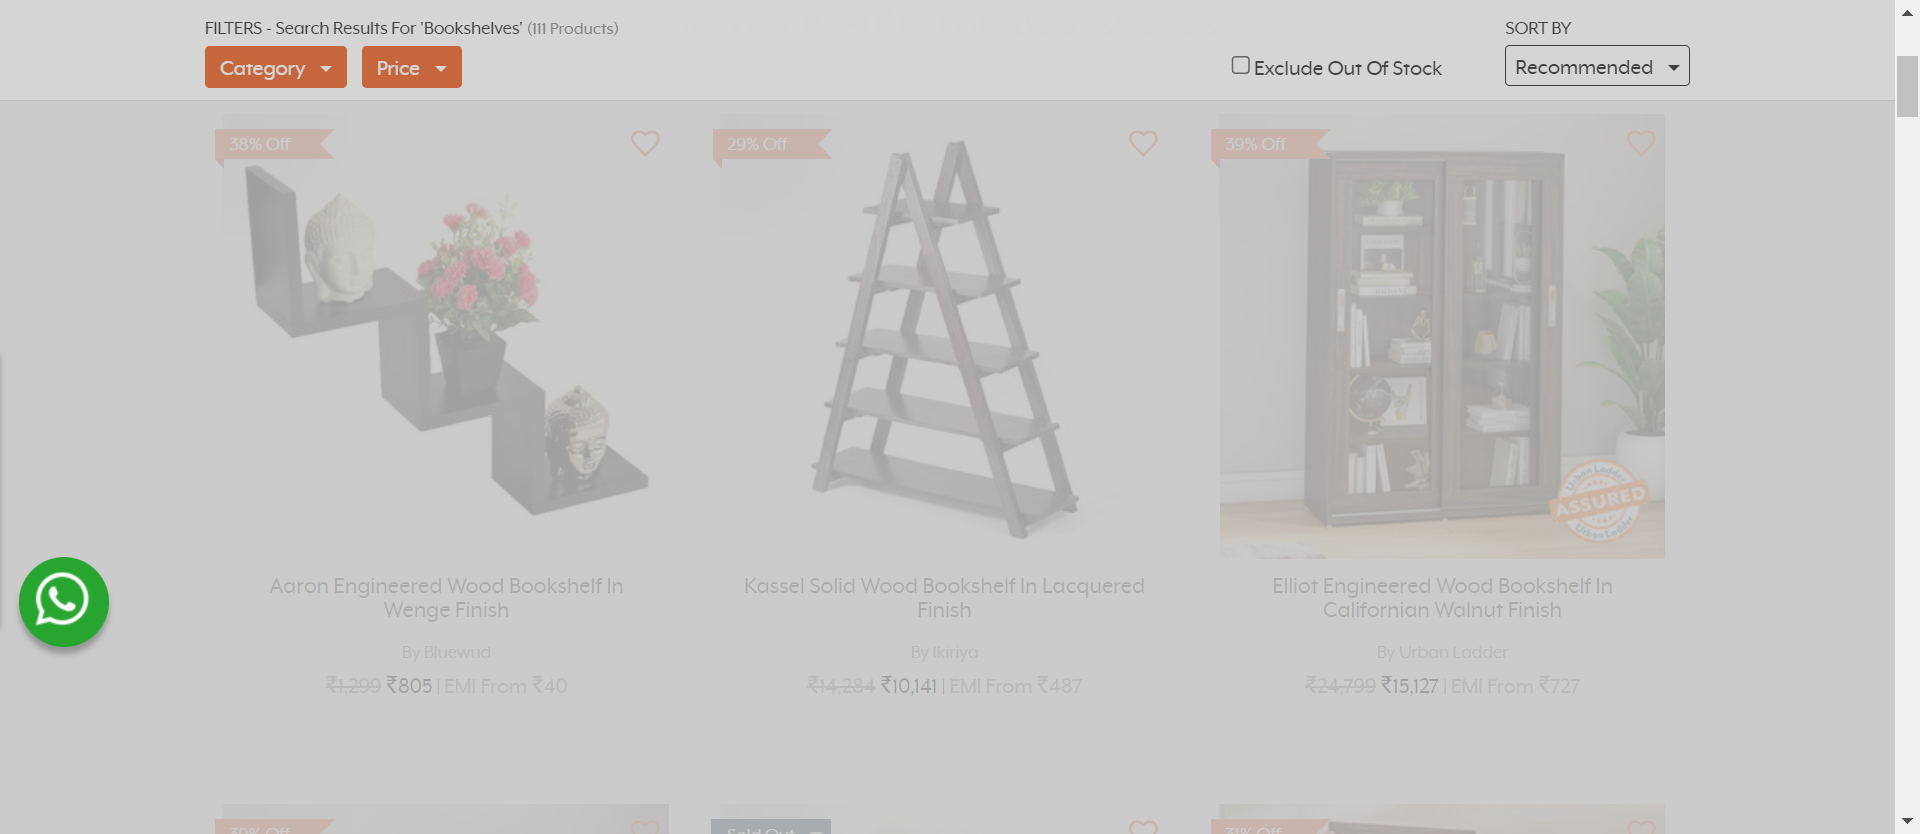 FILTERS - Search Results For 'Bookshelves' (111 Products)
SORT BY
Category
Price
Exclude Out Of Stock
Recommended
38% Off
29% Off
39% Off
Urban Ladder
ASSURED
Urban Ladder
Aaron Engineered Wood Bookshelf In
Wenge Finish
By Bluewud
₹1,299 ₹805 | EMI From ₹40
Kassel Solid Wood Bookshelf In Lacquered
Finish
By Ikiriya
₹14,284 ₹10,141 | EMI From ₹487
Elliot Engineered Wood Bookshelf In
Californian Walnut Finish
By Urban Ladder
₹24,799 ₹15,127 | EMI From ₹727
39% Off
Sold Out
31% Off